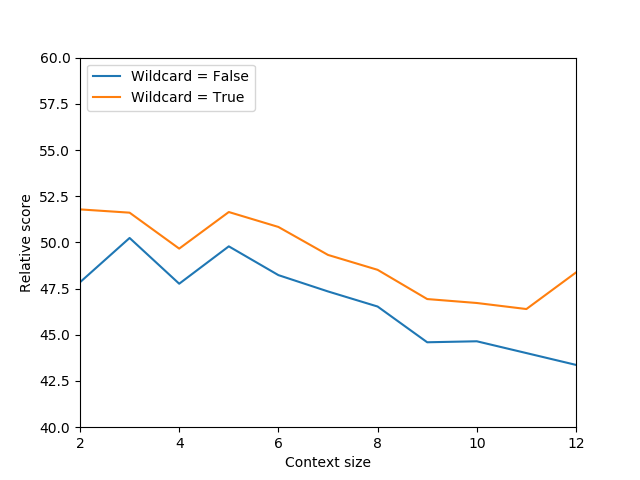 Wildcard = False
Wildcard = True
60.0
57.5
55.0
52.5
50.0
47.5
45.0
42.5
40.0
Relative score
2 4 6 8 10 12
Context size